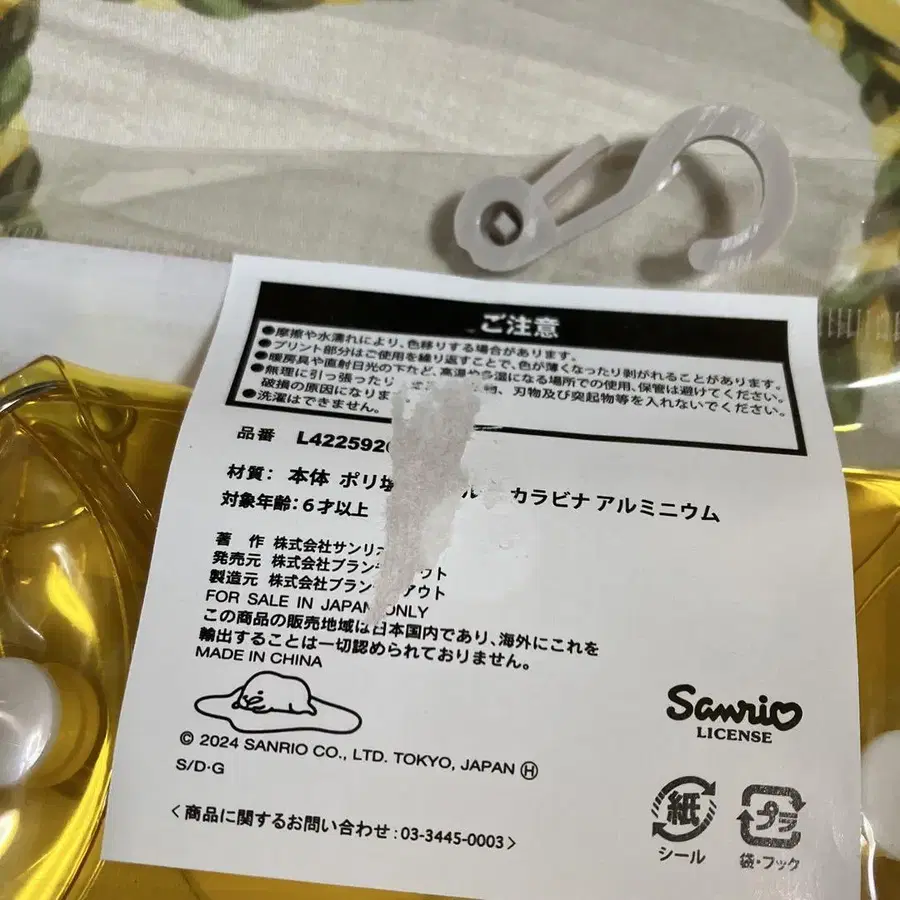 ご注意
●摩擦や水濡れにより、色移りする場合があります。
●プリント部分はご使用を繰り返すことで、色が薄くなったり剥がれることがあります。
●暖房具や直射日光の下など、高温や多湿になる場所での使用、保管は避けてください。
●無理に引っ張ったり 刃物及び突起物等を入れないでください。
破損の原因になりま
●洗濯はできません。
品番 L422592
材質: 本体 ポリ塩 カラビナ アルミニウム
対象年齢:6才以上
著 作 株式会社サンリオ
発売元 株式会社ブラン アウト
製造元 株式会社ブラン アウト
FOR SALE IN JAPAN ONLY
この商品の販売地域は日本国内であり、海外にこれを
輸出することは一切認められておりません。
MADE IN CHINA
© 2024 SANRIO CO., LTD. TOKYO, JAPAN Ⓗ
S/D·G
Sanrio
LICENSE
<商品に関するお問い合わせ:03-3445-0003>
紙
シール
プラ
袋・フック